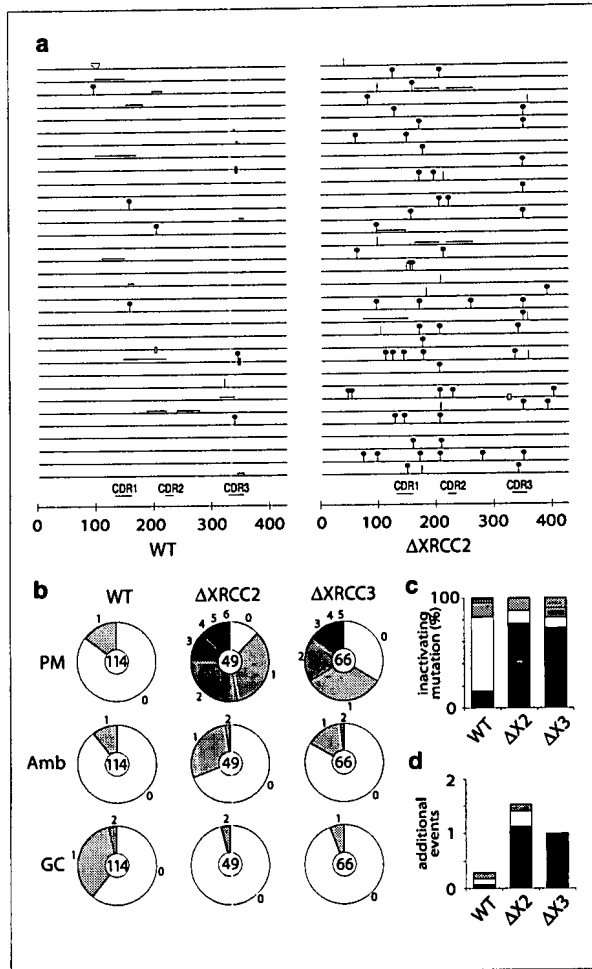 a
CDR1 CDR2 CDR3
0 100 200 300 400
WT
CDR1 CDR2 CDR3
0 100 200 300 400
ΔXRCC2
b
WT ΔXRCC2 ΔXRCC3
PM
1 114 0
4 5 6 0 3 49 2 1
4 5 3 0 2 66 1
Amb
1 114 0
2 1 49 0
1 2 66 0
GC
2 1 114 0
2 49 0
1 66 0
c
inactivating mutation (%)
100
0
WT ΔX2 ΔX3
d
additional events
2
1
0
WT ΔX2 ΔX3